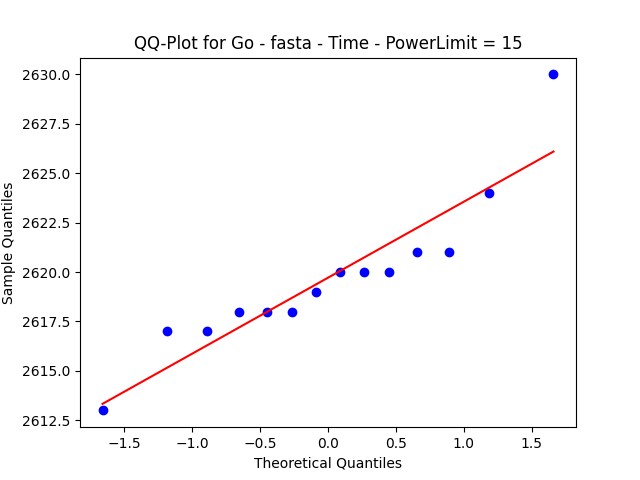 QQ-Plot for Go - fasta - Time - PowerLimit = 15
2630.0
2627.5
2625.0
2622.5
2620.0
2617.5
2615.0
2612.5
Sample Quantiles
−1.5 −1.0 −0.5 0.0 0.5 1.0 1.5
Theoretical Quantiles